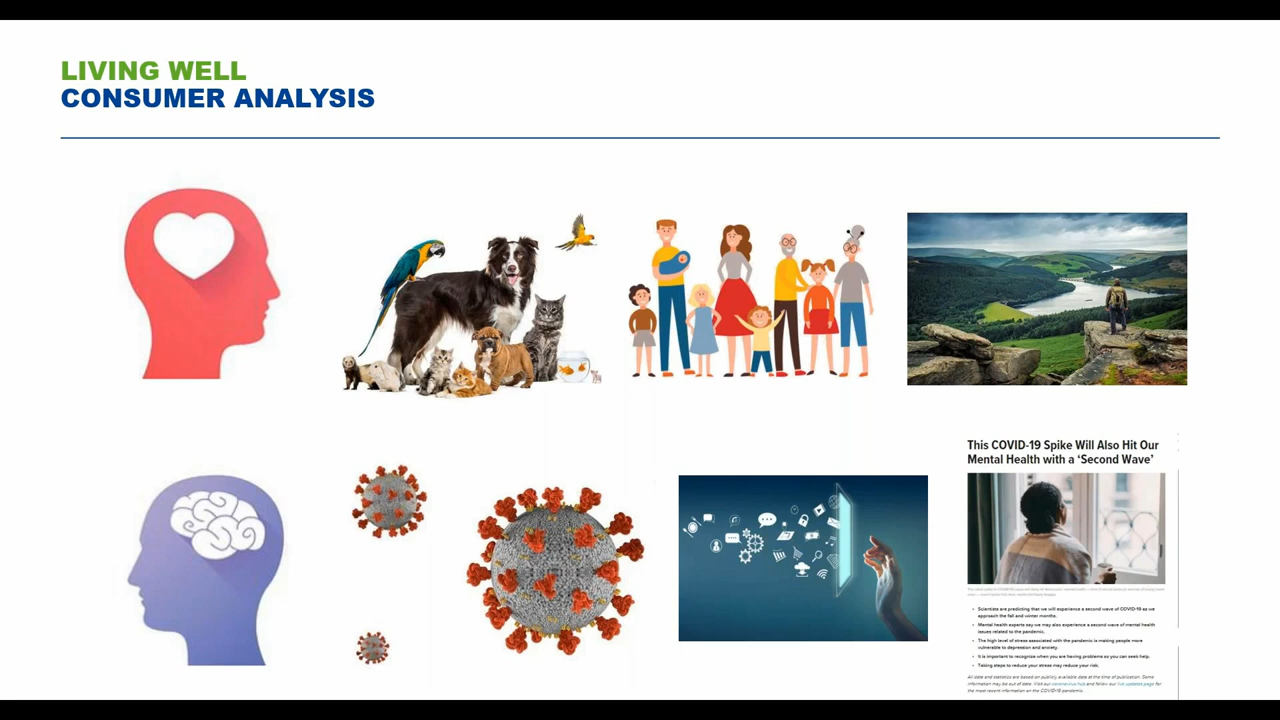 LIVING WELL
CONSUMER ANALYSIS
This COVID-19 Spike Will Also Hit Our
Mental Health with a ‘Second Wave’
• Scientists are predicting that we will experience a second wave of COVID-19 as we
approach the fall and winter months.
• Mental health experts say we may also experience a second wave of mental health
issues related to the pandemic.
• The high level of stress associated with the pandemic is making people more
vulnerable to depression and anxiety.
• It is important to recognize when you are having problems so you can seek help.
• Taking steps to reduce your stress may reduce your risk.
All data and statistics are based on publicly available data at the time of publication. Some
information may be out of date. Visit our coronavirus hub and follow our live updates page for
the most recent information on the COVID-19 pandemic.